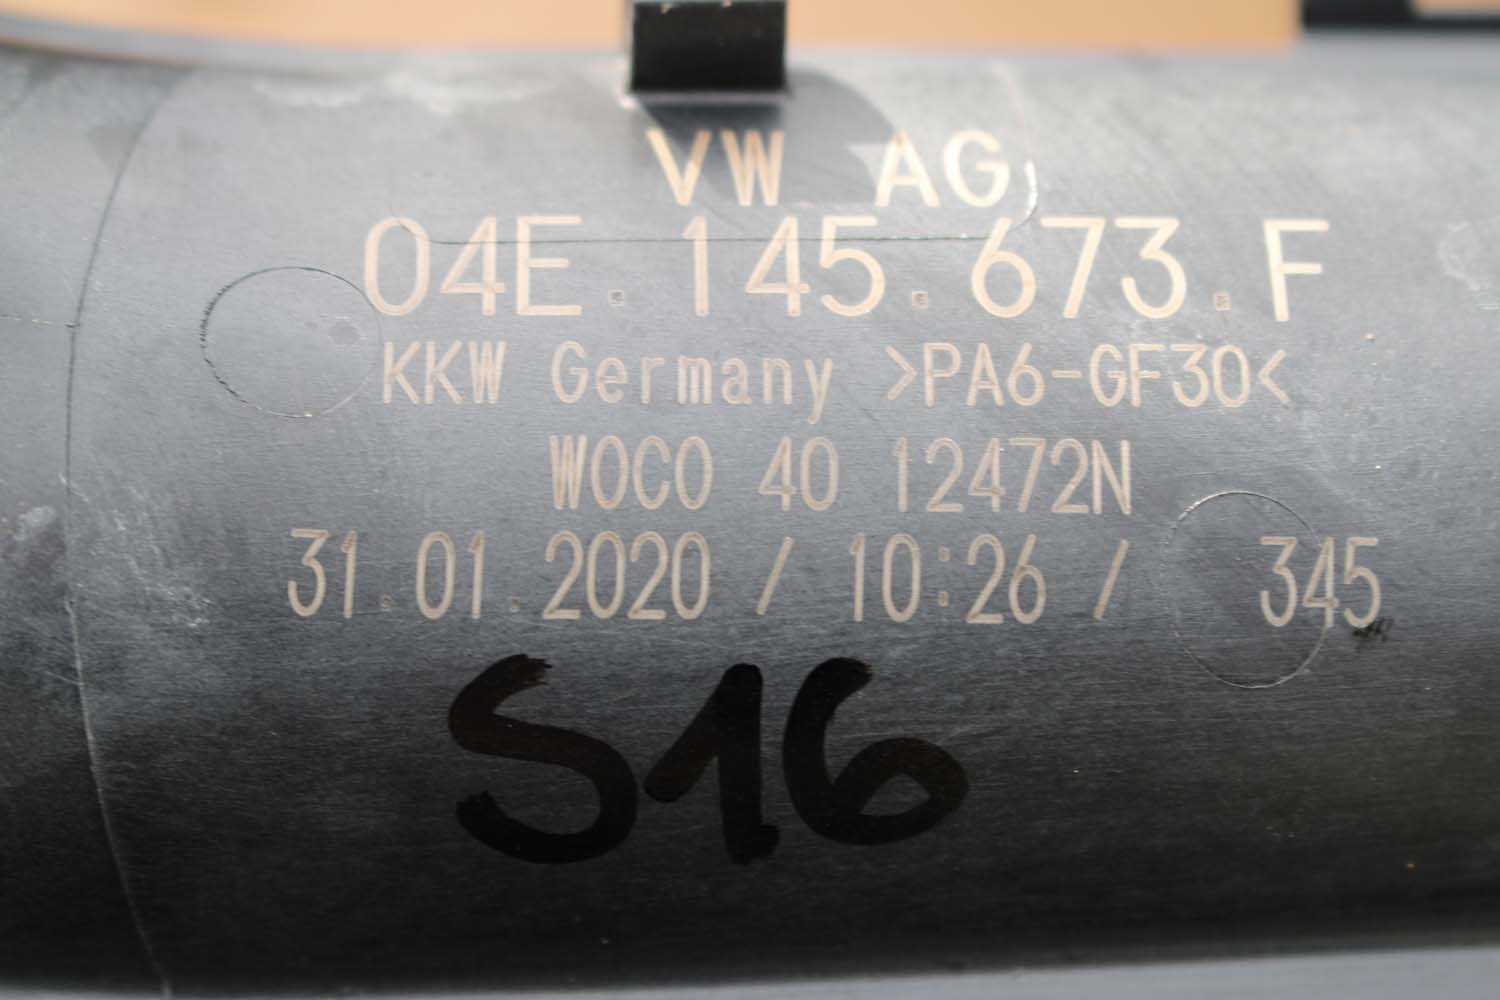 VW AG
04E.145.673.F
KKW Germany >PA6-GF30<
WOCO 40 12472N
31.01.2020 / 10:26 / 345
S16